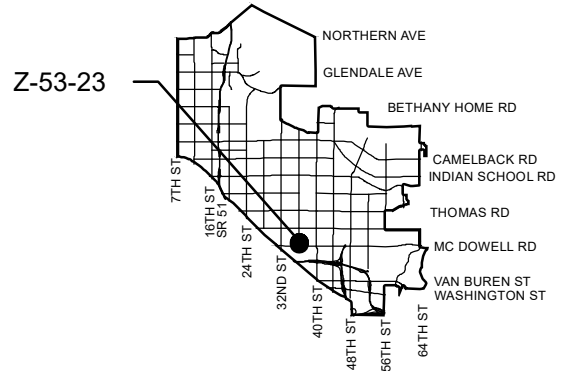 NORTHERN AVE
GLENDALE AVE
Z-53-23
BETHANY HOME RD
CAMELBACK RD
INDIAN SCHOOL RD
THOMAS RD
MC DOWELL RD
VAN BUREN ST
WASHINGTON ST
7TH ST
16TH ST
SR 51
24TH ST
32ND ST
40TH ST
48TH ST
56TH ST
64TH ST